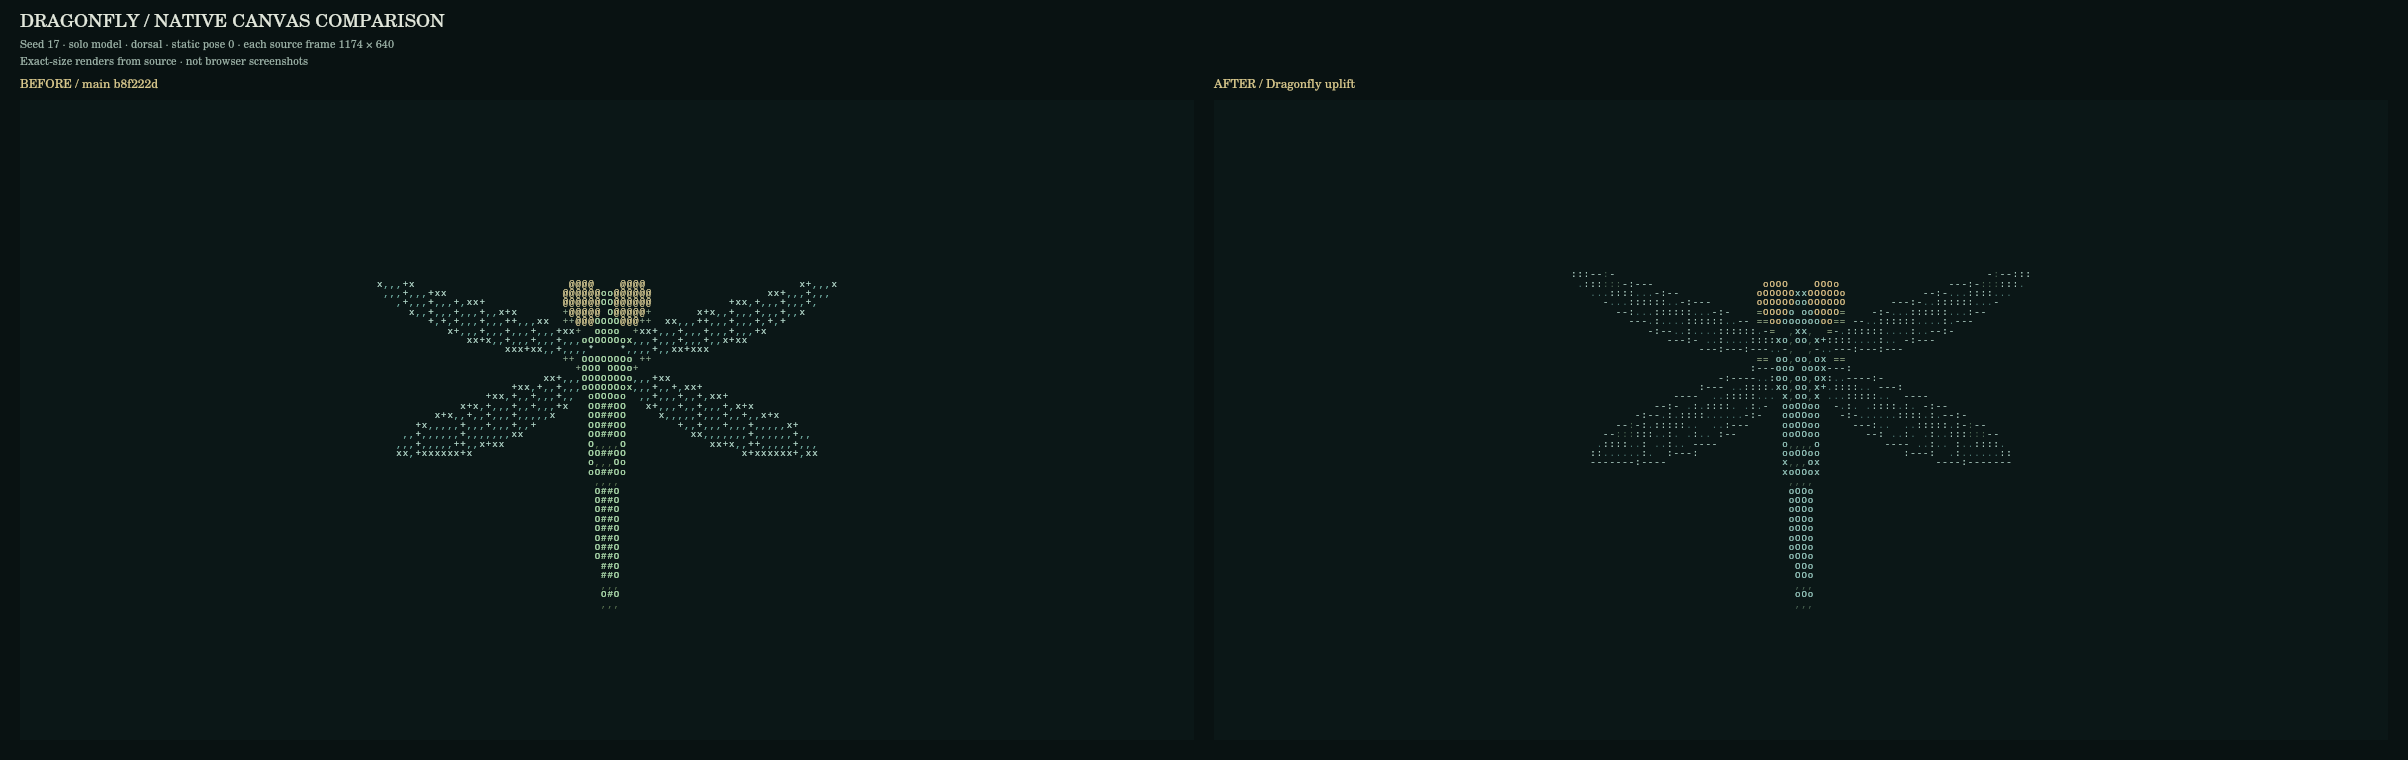 DRAGONFLY / NATIVE CANVAS COMPARISON
Seed 17 · solo model · dorsal · static pose 0 · each source frame 1174 × 640
Exact-size renders from source · not browser screenshots
BEFORE / main b8f222d
AFTER / Dragonfly uplift